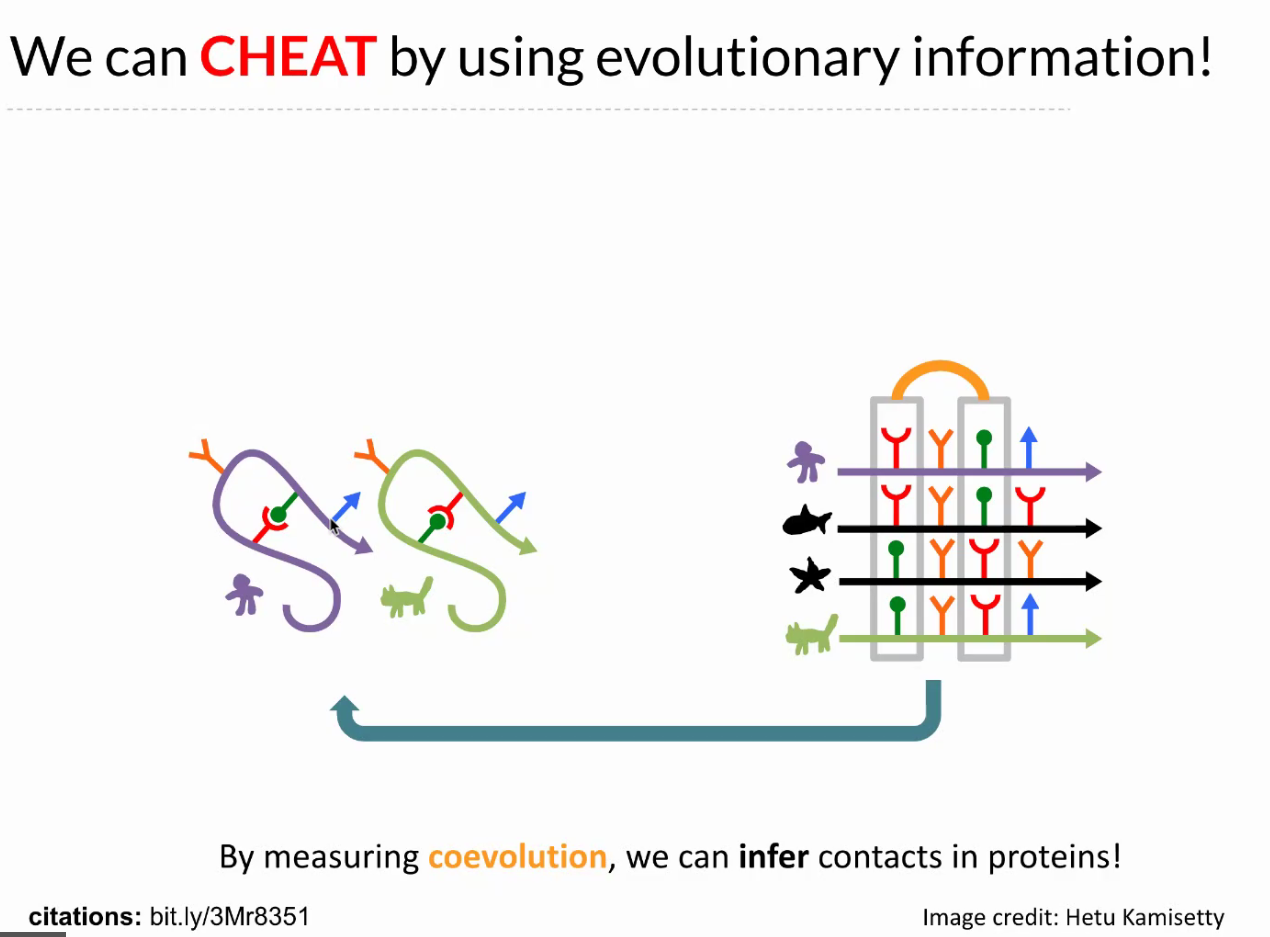 We can CHEAT by using evolutionary information!
By measuring coevolution, we can infer contacts in proteins!
citations: bit.ly/3Mr8351
Image credit: Hetu Kamisetty